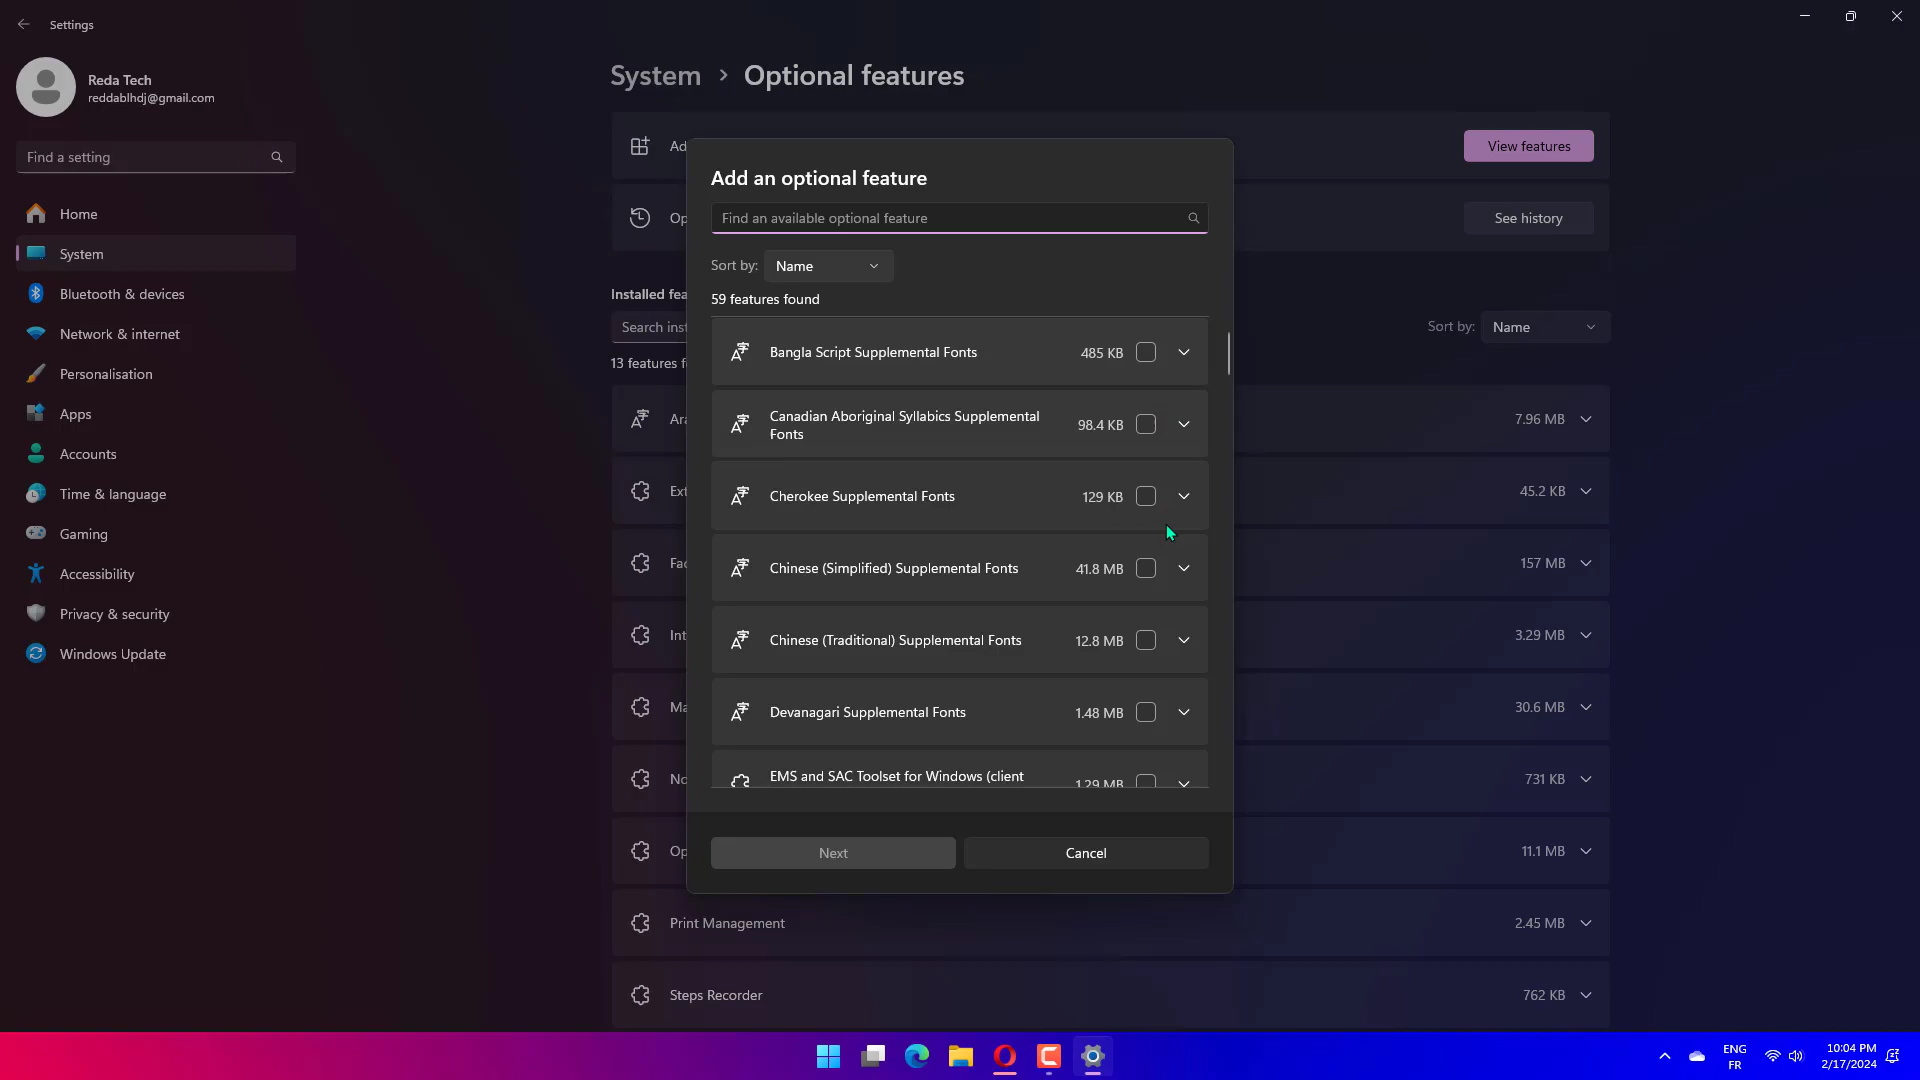 Settings
Reda Tech
reddablhdj@gmail.com
Find a setting
Home
System
Bluetooth & devices
Network & internet
Personalisation
Apps
Accounts
Time & language
Gaming
Accessibility
Privacy & security
Windows Update
System > Optional features
Ad
View features
Op
See history
Installed fea
Search inst
Sort by: Name
13 features f
Ara
7.96 MB
Ext
45.2 KB
Fac
157 MB
Int
3.29 MB
Ma
30.6 MB
No
731 KB
Op
11.1 MB
Print Management
2.45 MB
Steps Recorder
762 KB
Add an optional feature
Find an available optional feature
Sort by: Name
59 features found
Bangla Script Supplemental Fonts
485 KB
Canadian Aboriginal Syllabics Supplemental
Fonts
98.4 KB
Cherokee Supplemental Fonts
129 KB
Chinese (Simplified) Supplemental Fonts
41.8 MB
Chinese (Traditional) Supplemental Fonts
12.8 MB
Devanagari Supplemental Fonts
1.48 MB
EMS and SAC Toolset for Windows (client
1.29 MB
Next
Cancel
ENG
FR
10:04 PM
2/17/2024